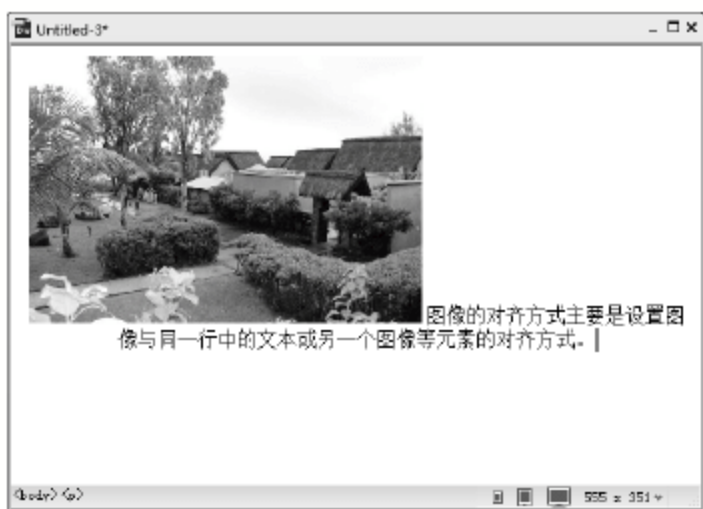 Untitled-3*
图像的对齐方式主要是设置图
像与同一行中的文本或另一个图像等元素的对齐方式。
<body> <p>
555 x 351